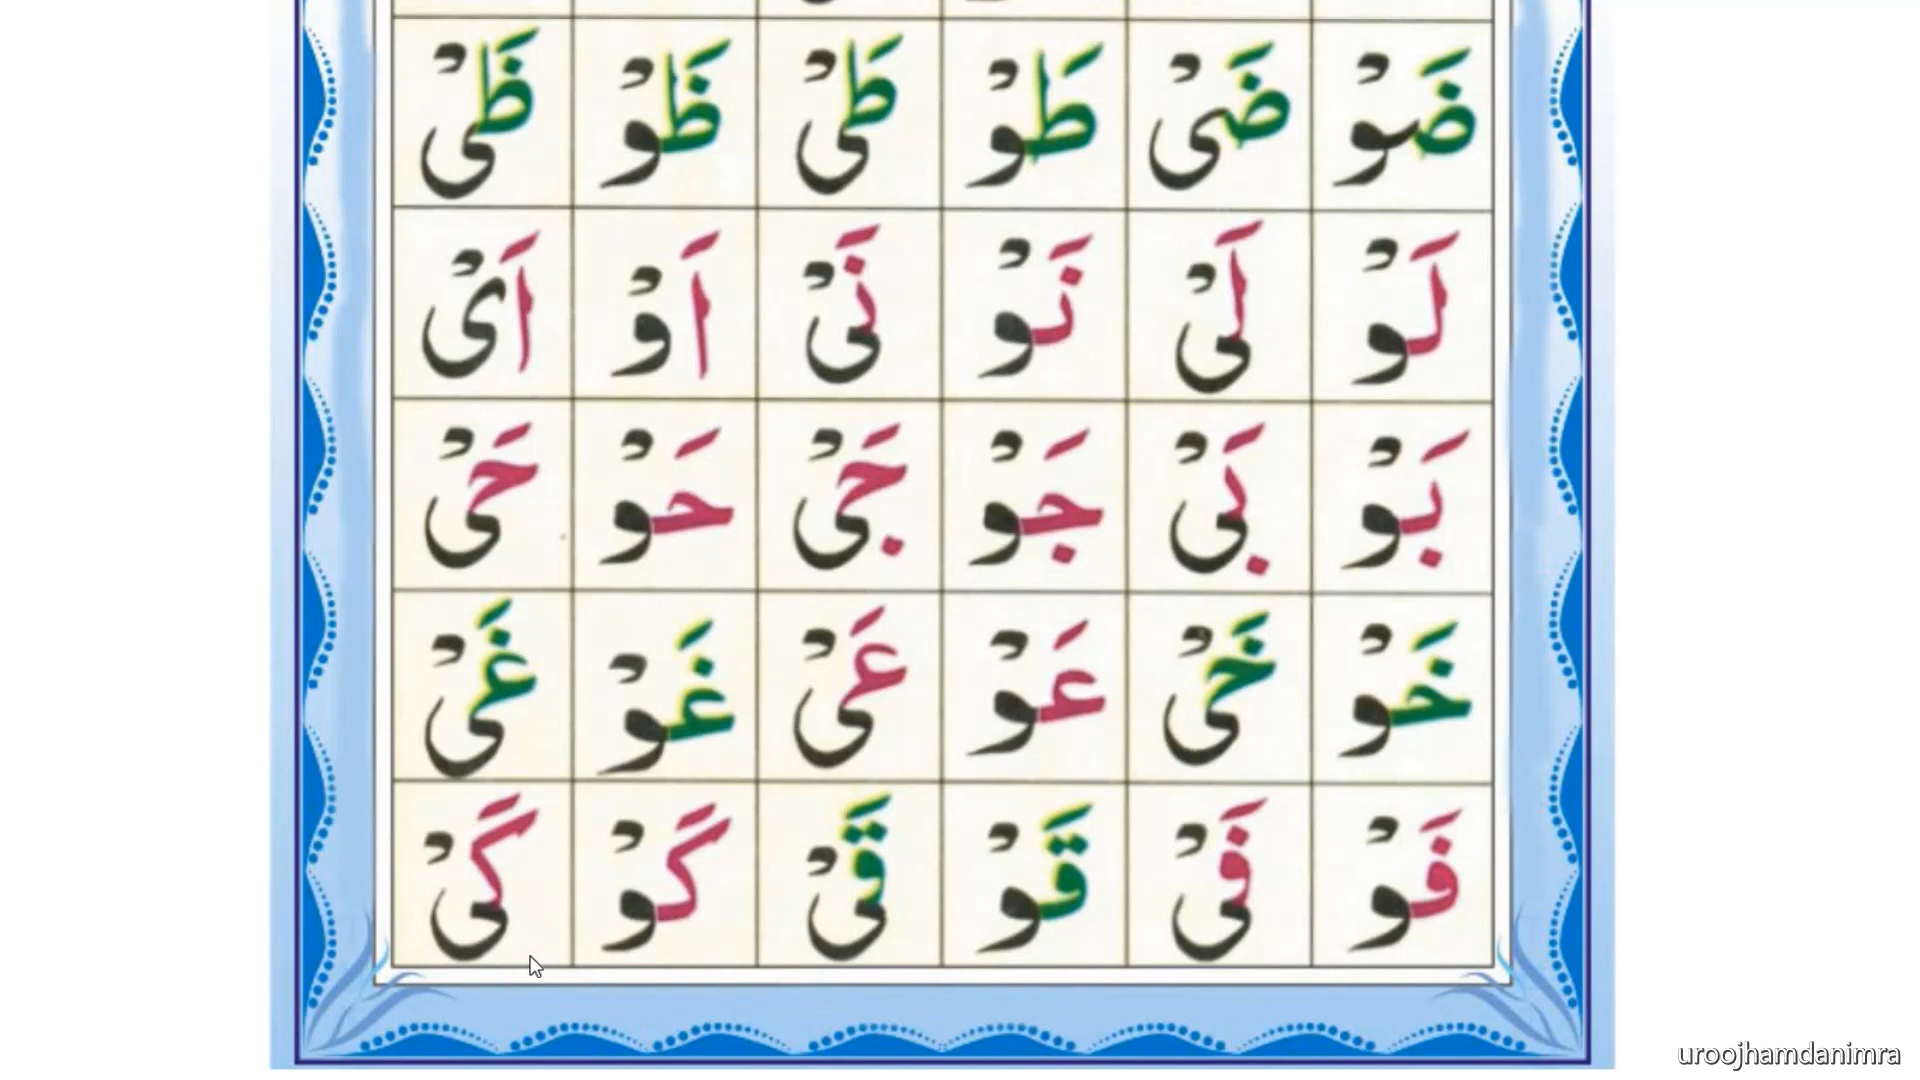 ضَوْ ضَیْ طَوْ طَیْ ظَوْ ظَیْ
لَوْ لَیْ نَوْ نَیْ اَوْ اَیْ
بَوْ بَیْ جَوْ جَیْ حَوْ حَیْ
خَوْ خَیْ عَوْ عَیْ غَوْ غَیْ
فَوْ فَیْ قَوْ قَیْ كَوْ كَیْ
uroojhamdanimra